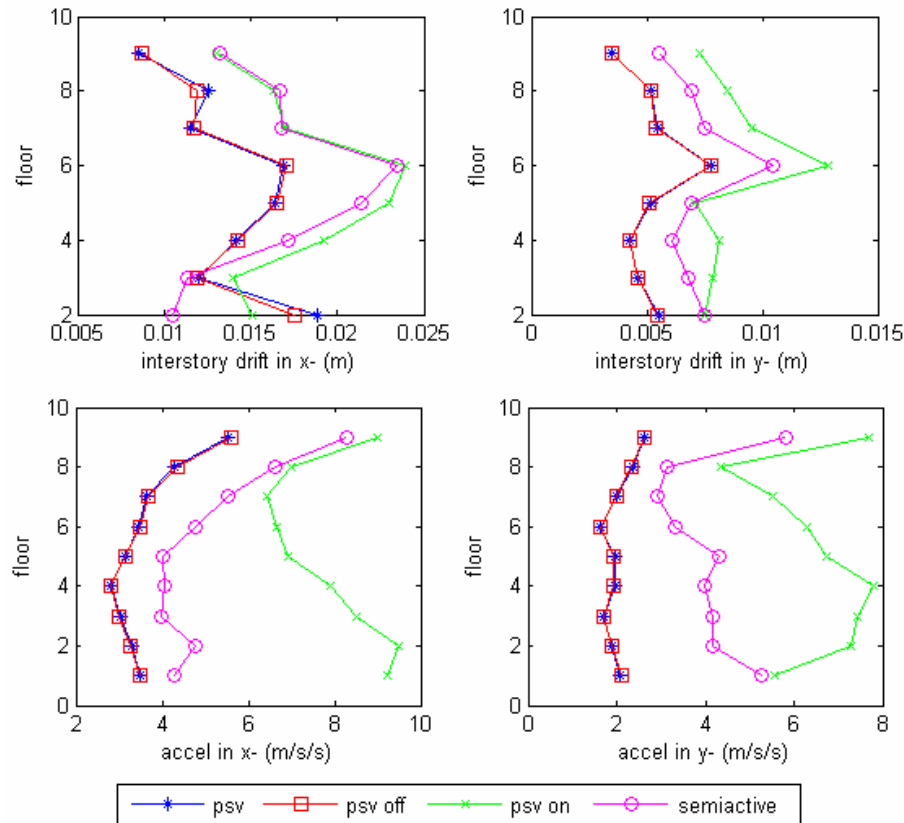 10
8
6
4
2
floor
0.005 0.01 0.015 0.02 0.025
interstory drift in x- (m)
10
8
6
4
2
floor
0 0.005 0.01 0.015
interstory drift in y- (m)
10
8
6
4
2
0
floor
2 4 6 8 10
accel in x- (m/s/s)
10
8
6
4
2
0
floor
0 2 4 6 8
accel in y- (m/s/s)
psv psv off psv on semiactive